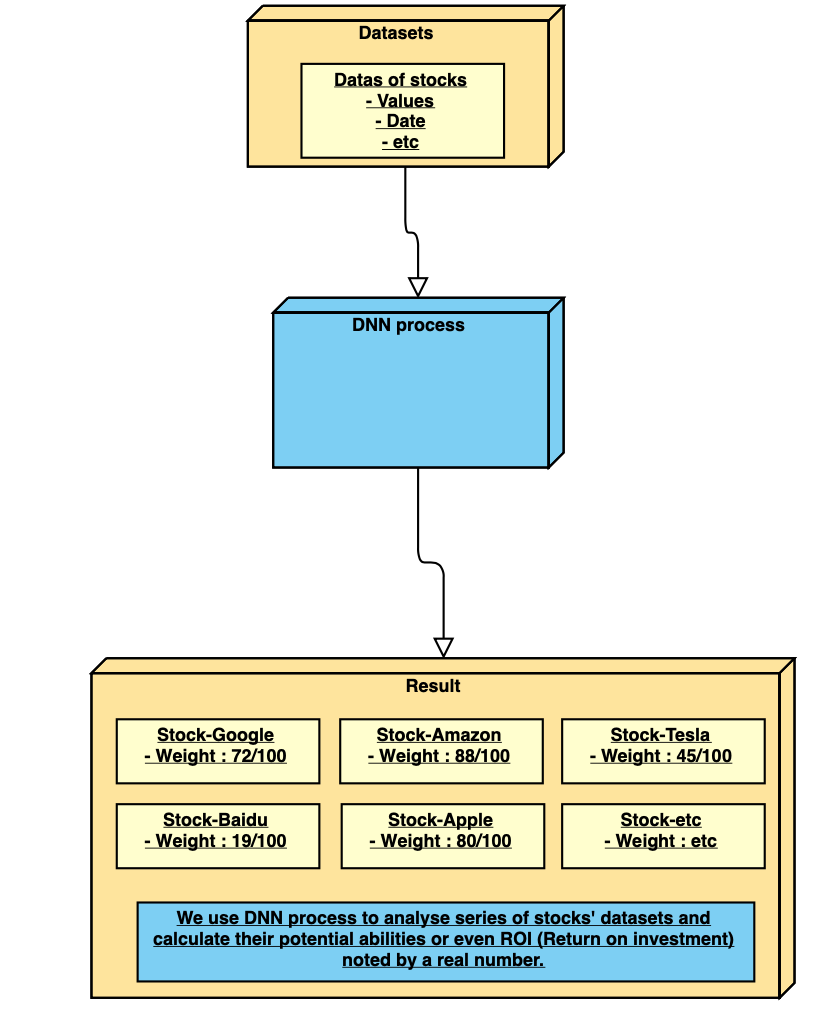 Datasets
Datas of stocks
- Values
- Date
- etc
DNN process
Result
Stock-Google
- Weight : 72/100
Stock-Amazon
- Weight : 88/100
Stock-Tesla
- Weight : 45/100
Stock-Baidu
- Weight : 19/100
Stock-Apple
- Weight : 80/100
Stock-etc
- Weight : etc
We use DNN process to analyse series of stocks' datasets and
calculate their potential abilities or even ROI (Return on investment)
noted by a real number.